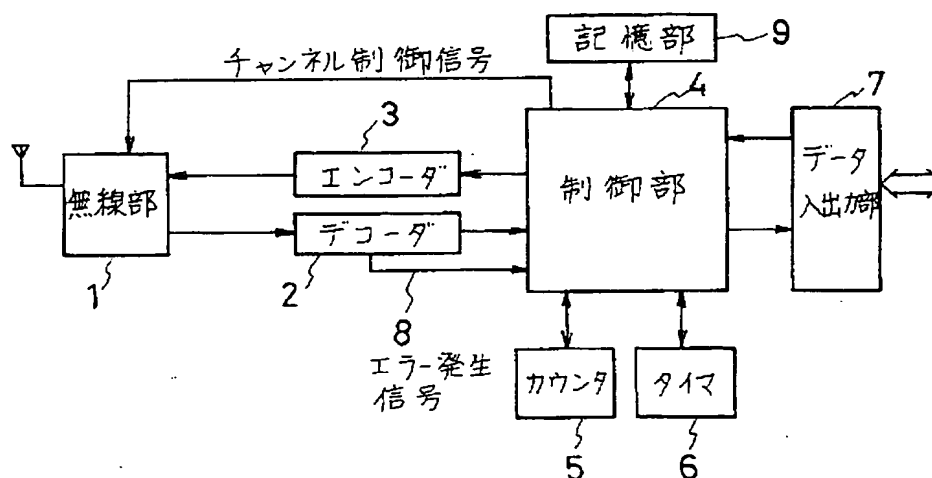 記憶部
9
チャンネル制御信号
4
7
3
エンコーダ
無線部
制御部
データ
入出力部
デコーダ
1
2
8
エラー発生
信号
カウンタ
タイマ
5
6